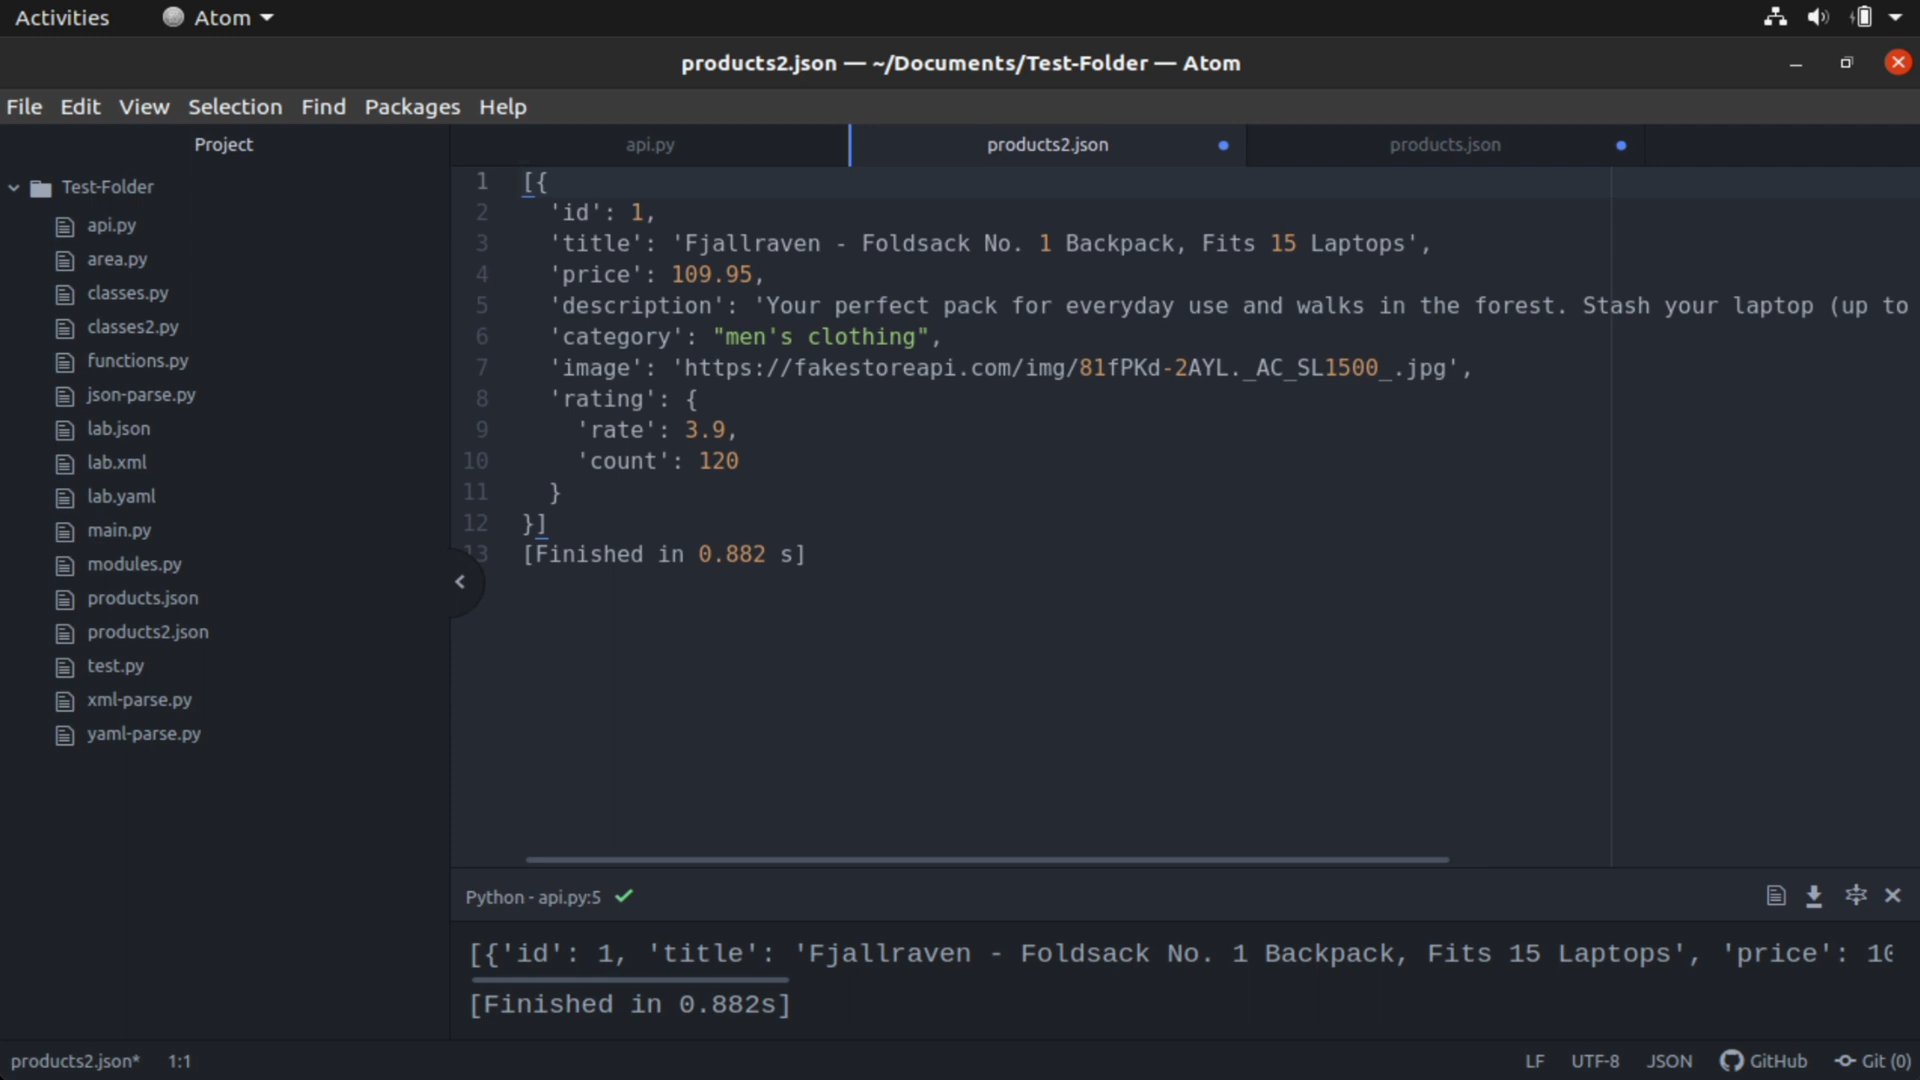 Activities Atom
products2.json — ~/Documents/Test-Folder — Atom
File Edit View Selection Find Packages Help
Project
api.py products2.json products.json
Test-Folder
api.py
area.py
classes.py
classes2.py
functions.py
json-parse.py
lab.json
lab.xml
lab.yaml
main.py
modules.py
products.json
products2.json
test.py
xml-parse.py
yaml-parse.py
1 [{
2 'id': 1,
3 'title': 'Fjallraven - Foldsack No. 1 Backpack, Fits 15 Laptops',
4 'price': 109.95,
5 'description': 'Your perfect pack for everyday use and walks in the forest. Stash your laptop (up to
6 'category': "men's clothing",
7 'image': 'https://fakestoreapi.com/img/81fPKd-2AYL._AC_SL1500_.jpg',
8 'rating': {
9 'rate': 3.9,
10 'count': 120
11 }
12 }]
13 [Finished in 0.882 s]
Python - api.py:5
[{'id': 1, 'title': 'Fjallraven - Foldsack No. 1 Backpack, Fits 15 Laptops', 'price': 10
[Finished in 0.882s]
products2.json* 1:1 LF UTF-8 JSON GitHub Git (0)